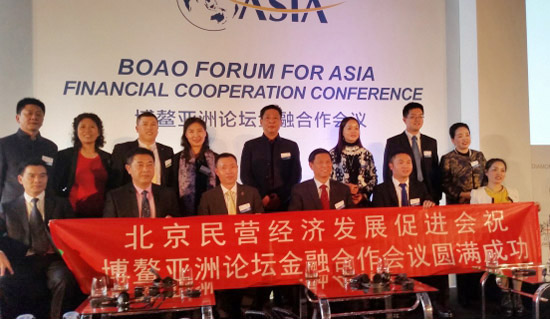 ASIA
BOAO FORUM FOR ASIA
FINANCIAL COOPERATION CONFERENCE
博鳌亚洲论坛金融合作会议
北京民营经济发展促进会祝
博鳌亚洲论坛金融合作会议圆满成功